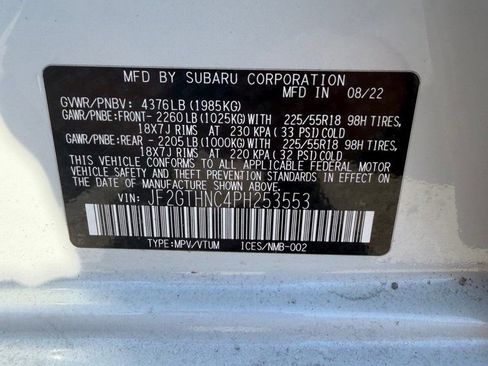 MFD BY SUBARU CORPORATION
MFD IN 08/22
GVWR/PNBV: 4376LB(1985KG)
GAWR/PNBE:FRONT- 2260LB(1025KG)WITH 225/55R18 98H TIRES,
18X7J RIMS AT 230 KPA(33 PSI)COLD
GAWR/PNBE:REAR - 2205LB(1000KG)WITH 225/55R18 98H TIRES,
18X7J RIMS AT 220 KPA(32 PSI)COLD
THIS VEHICLE CONFORMS TO ALL APPLICABLE FEDERAL MOTOR
VEHICLE SAFETY AND THEFT PREVENTION STANDARDS IN
EFFECT ON THE DATE OF MANUFACTURE SHOWN ABOVE.
VIN: JF2GTHNC4PH253553
TYPE:MPV/VTUM ICES/NMB-002